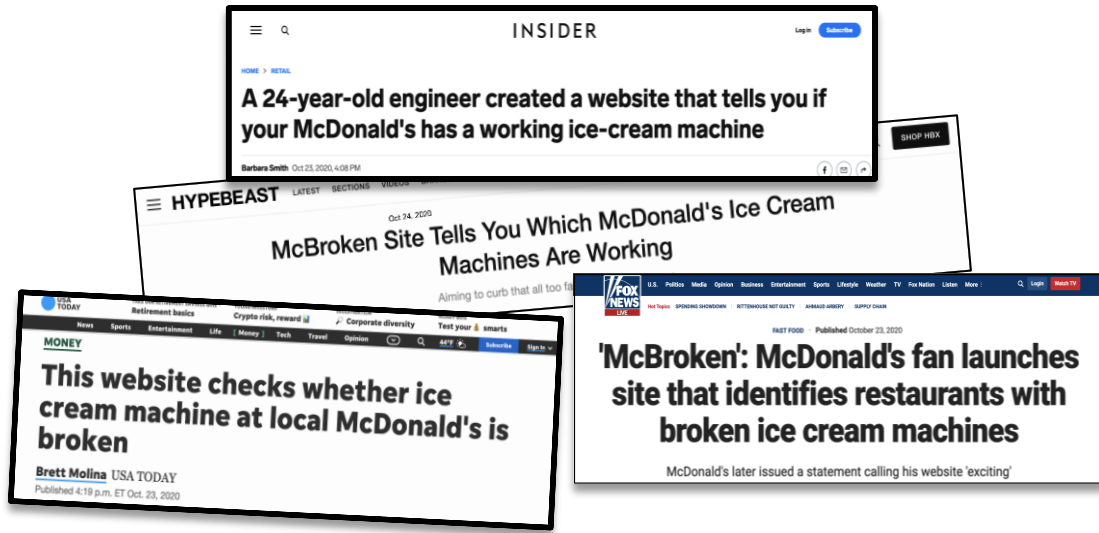 INSIDER
Log in
Subscribe
HOME > RETAIL
A 24-year-old engineer created a website that tells you if
your McDonald's has a working ice-cream machine
Barbara Smith Oct 23, 2020, 4:08 PM
SHOP HBX
HYPEBEAST LATEST SECTIONS VIDEOS
Oct 24, 2020
McBroken Site Tells You Which McDonald's Ice Cream
Machines Are Working
Aiming to curb that all too fa
USA
TODAY
Retirement basics
Crypto risk, reward
Corporate diversity
Test your smarts
News Sports Entertainment Life Money Tech Travel Opinion 44°F Subscribe Sign In
MONEY
This website checks whether ice
cream machine at local McDonald's is
broken
Brett Molina USA TODAY
Published 4:19 p.m. ET Oct. 23, 2020
FOX
NEWS
LIVE
U.S. Politics Media Opinion Business Entertainment Sports Lifestyle Weather TV Fox Nation Listen More Login Watch TV
Hot Topics SPENDING SHOWDOWN RITTENHOUSE NOT GUILTY AHMAUD ARBERY SUPPLY CHAIN
FAST FOOD · Published October 23, 2020
'McBroken': McDonald's fan launches
site that identifies restaurants with
broken ice cream machines
McDonald's later issued a statement calling his website 'exciting'